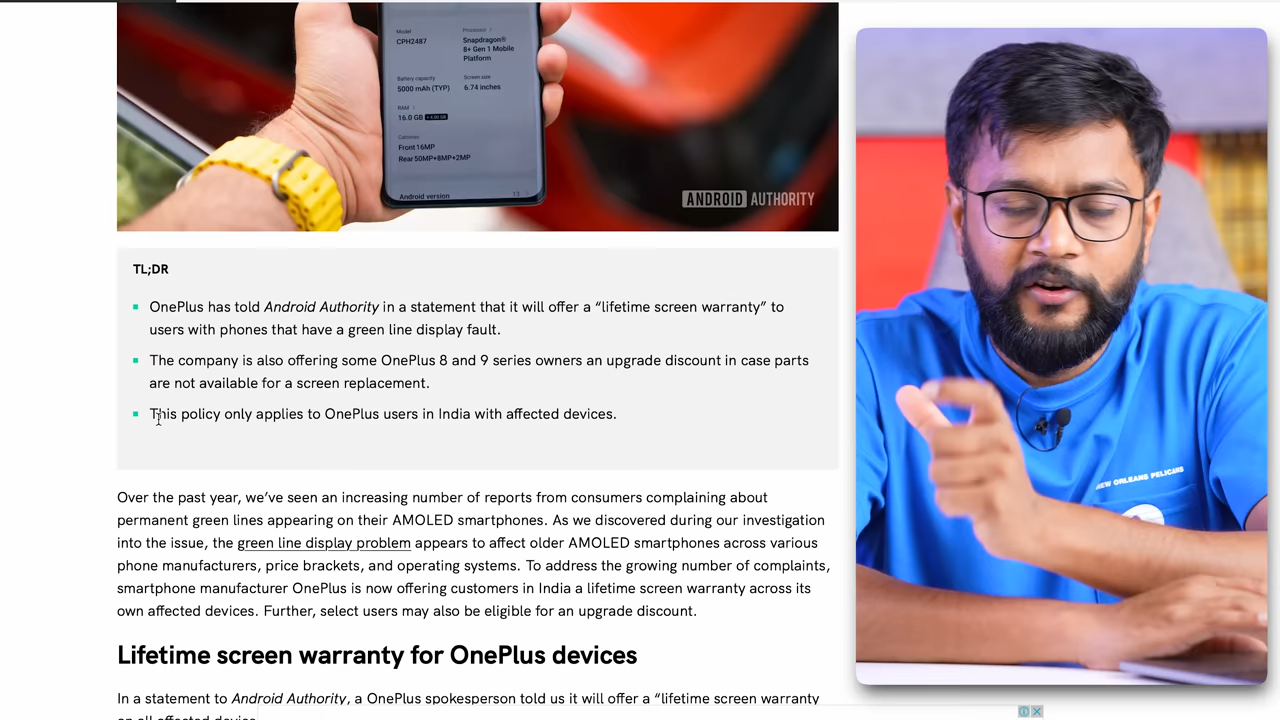 Model
Processor
CPH2487
Snapdragon®
8+ Gen 1 Mobile
Platform
Battery capacity
Screen size
5000 mAh (TYP)
6.74 inches
RAM
16.0 GB
Cameras
Front 16MP
Rear 50MP+8MP+2MP
Android version
1/3
ANDROID AUTHORITY
TL;DR
OnePlus has told Android Authority in a statement that it will offer a “lifetime screen warranty” to
users with phones that have a green line display fault.
The company is also offering some OnePlus 8 and 9 series owners an upgrade discount in case parts
are not available for a screen replacement.
This policy only applies to OnePlus users in India with affected devices.
Over the past year, we’ve seen an increasing number of reports from consumers complaining about
permanent green lines appearing on their AMOLED smartphones. As we discovered during our investigation
into the issue, the green line display problem appears to affect older AMOLED smartphones across various
phone manufacturers, price brackets, and operating systems. To address the growing number of complaints,
smartphone manufacturer OnePlus is now offering customers in India a lifetime screen warranty across its
own affected devices. Further, select users may also be eligible for an upgrade discount.
Lifetime screen warranty for OnePlus devices
In a statement to Android Authority, a OnePlus spokesperson told us it will offer a “lifetime screen warranty
NEW ORLEANS PELICANS